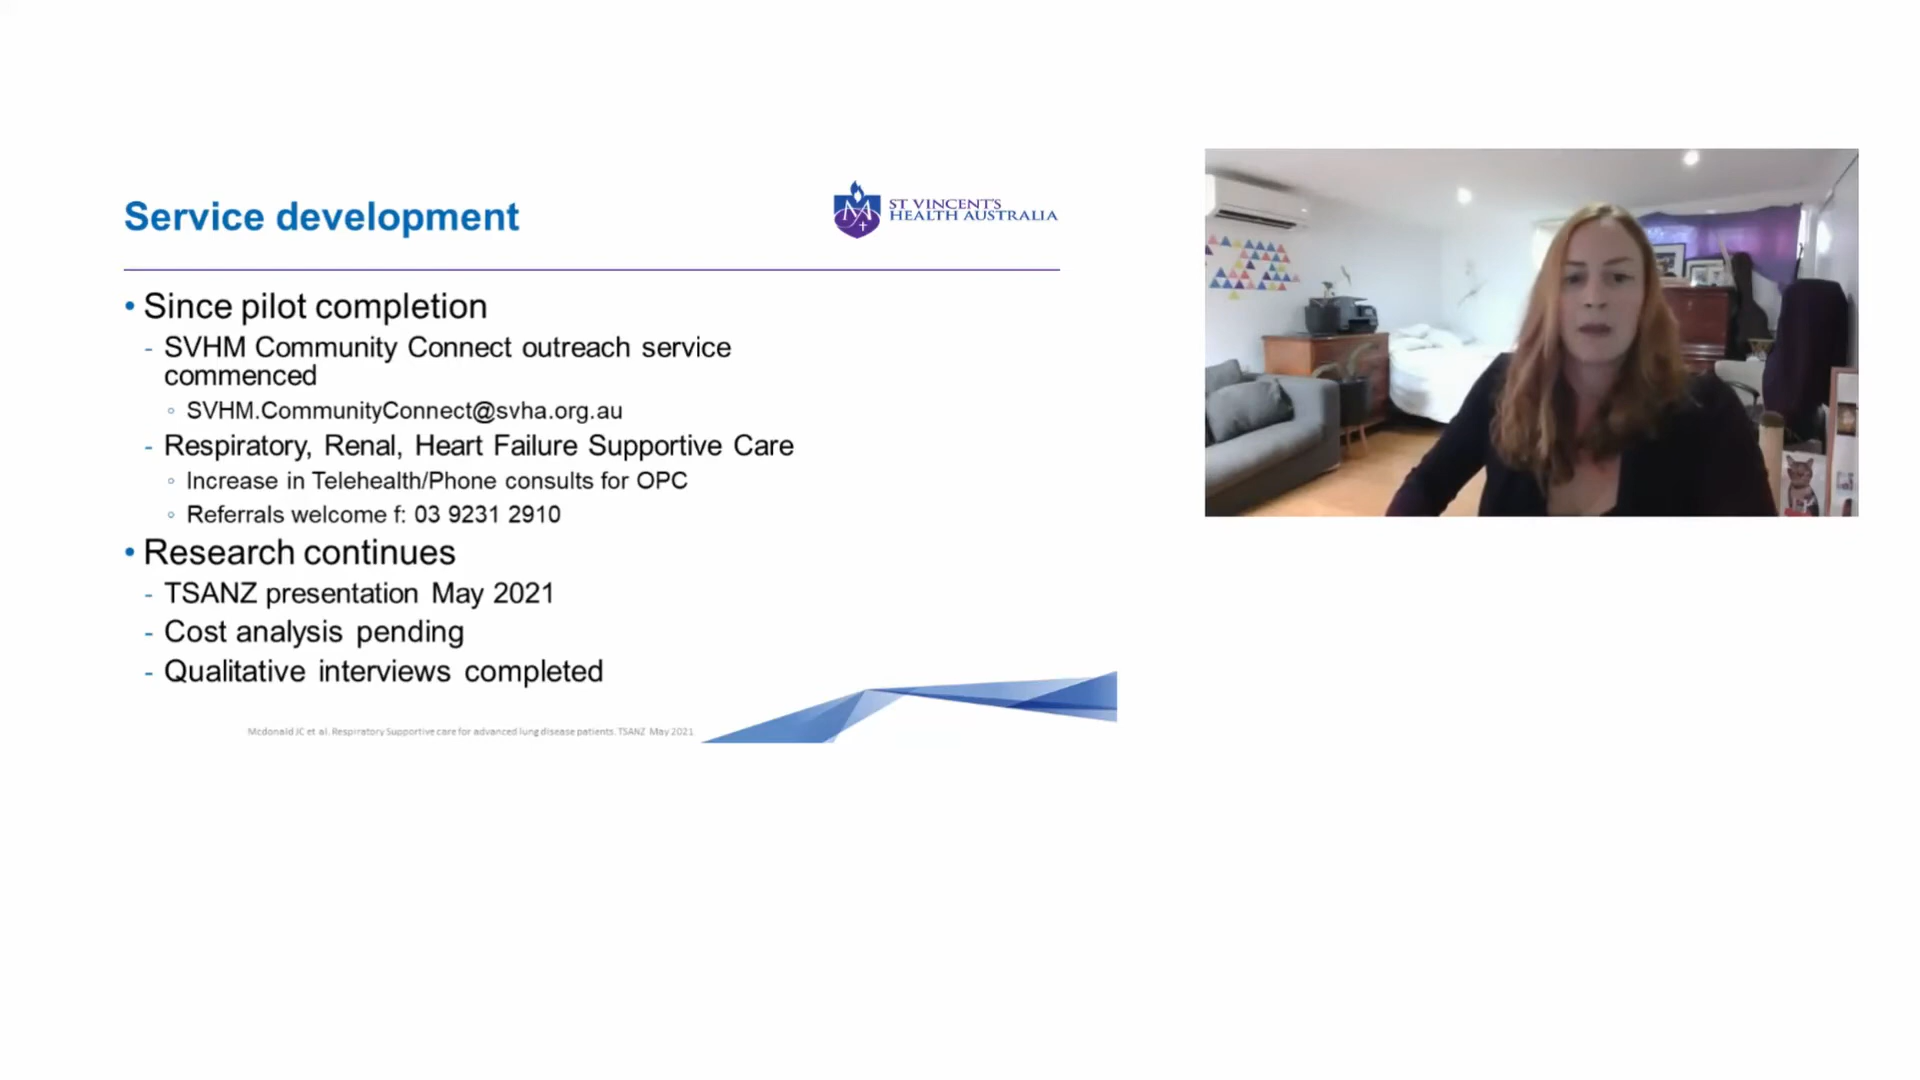 Service development
ST VINCENT'S
HEALTH AUSTRALIA
• Since pilot completion
- SVHM Community Connect outreach service
commenced
◦ SVHM.CommunityConnect@svha.org.au
- Respiratory, Renal, Heart Failure Supportive Care
◦ Increase in Telehealth/Phone consults for OPC
◦ Referrals welcome f: 03 9231 2910
• Research continues
- TSANZ presentation May 2021
- Cost analysis pending
- Qualitative interviews completed
Mcdonald JC et al. Respiratory Supportive care for advanced lung disease patients. TSANZ May 2021.